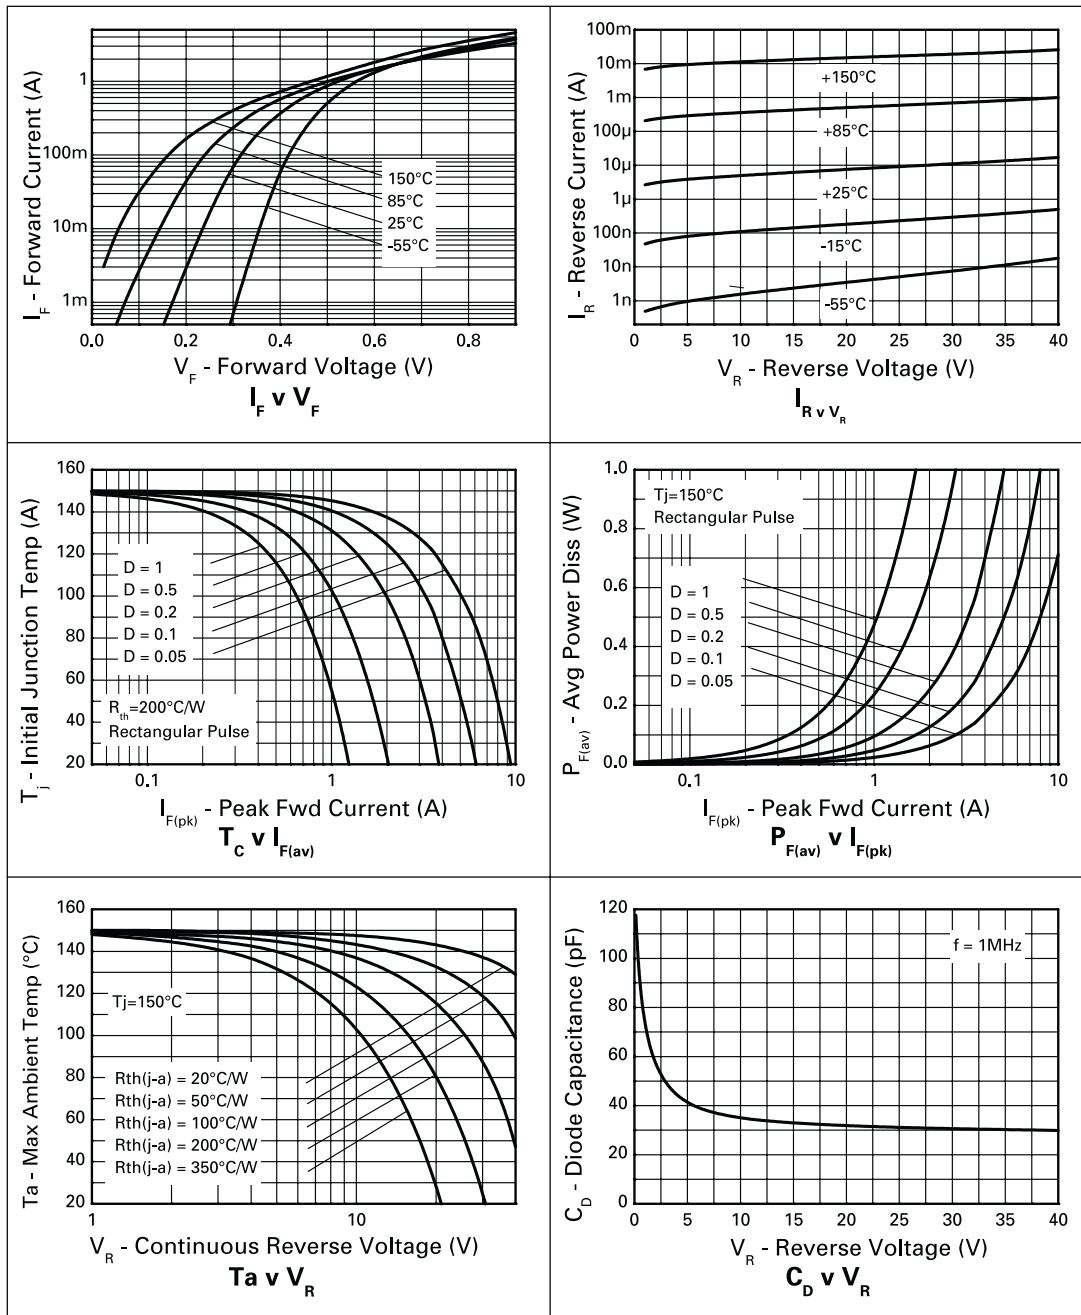 I_F - Forward Current (A)
1
100m
10m
1m
150°C
85°C
25°C
-55°C
0.0 0.2 0.4 0.6 0.8
V_F - Forward Voltage (V)
I_F v V_F
I_R - Reverse Current (A)
100m
10m
1m
100µ
10µ
1µ
100n
10n
1n
+150°C
+85°C
+25°C
-15°C
-55°C
0 5 10 15 20 25 30 35 40
V_R - Reverse Voltage (V)
I_R v V_R
T_j - Initial Junction Temp (A)
160
140
120
100
80
60
40
20
D = 1
D = 0.5
D = 0.2
D = 0.1
D = 0.05
R_th=200°C/W
Rectangular Pulse
0.1 1 10
I_F(pk) - Peak Fwd Current (A)
T_C v I_F(av)
P_F(av) - Avg Power Diss (W)
1.0
0.8
0.6
0.4
0.2
0.0
Tj=150°C
Rectangular Pulse
D = 1
D = 0.5
D = 0.2
D = 0.1
D = 0.05
0.1 1 10
I_F(pk) - Peak Fwd Current (A)
P_F(av) v I_F(pk)
Ta - Max Ambient Temp (°C)
160
140
120
100
80
60
40
20
Tj=150°C
Rth(j-a) = 20°C/W
Rth(j-a) = 50°C/W
Rth(j-a) = 100°C/W
Rth(j-a) = 200°C/W
Rth(j-a) = 350°C/W
1 10
V_R - Continuous Reverse Voltage (V)
Ta v V_R
C_D - Diode Capacitance (pF)
120
100
80
60
40
20
0
f = 1MHz
0 5 10 15 20 25 30 35 40
V_R - Reverse Voltage (V)
C_D v V_R